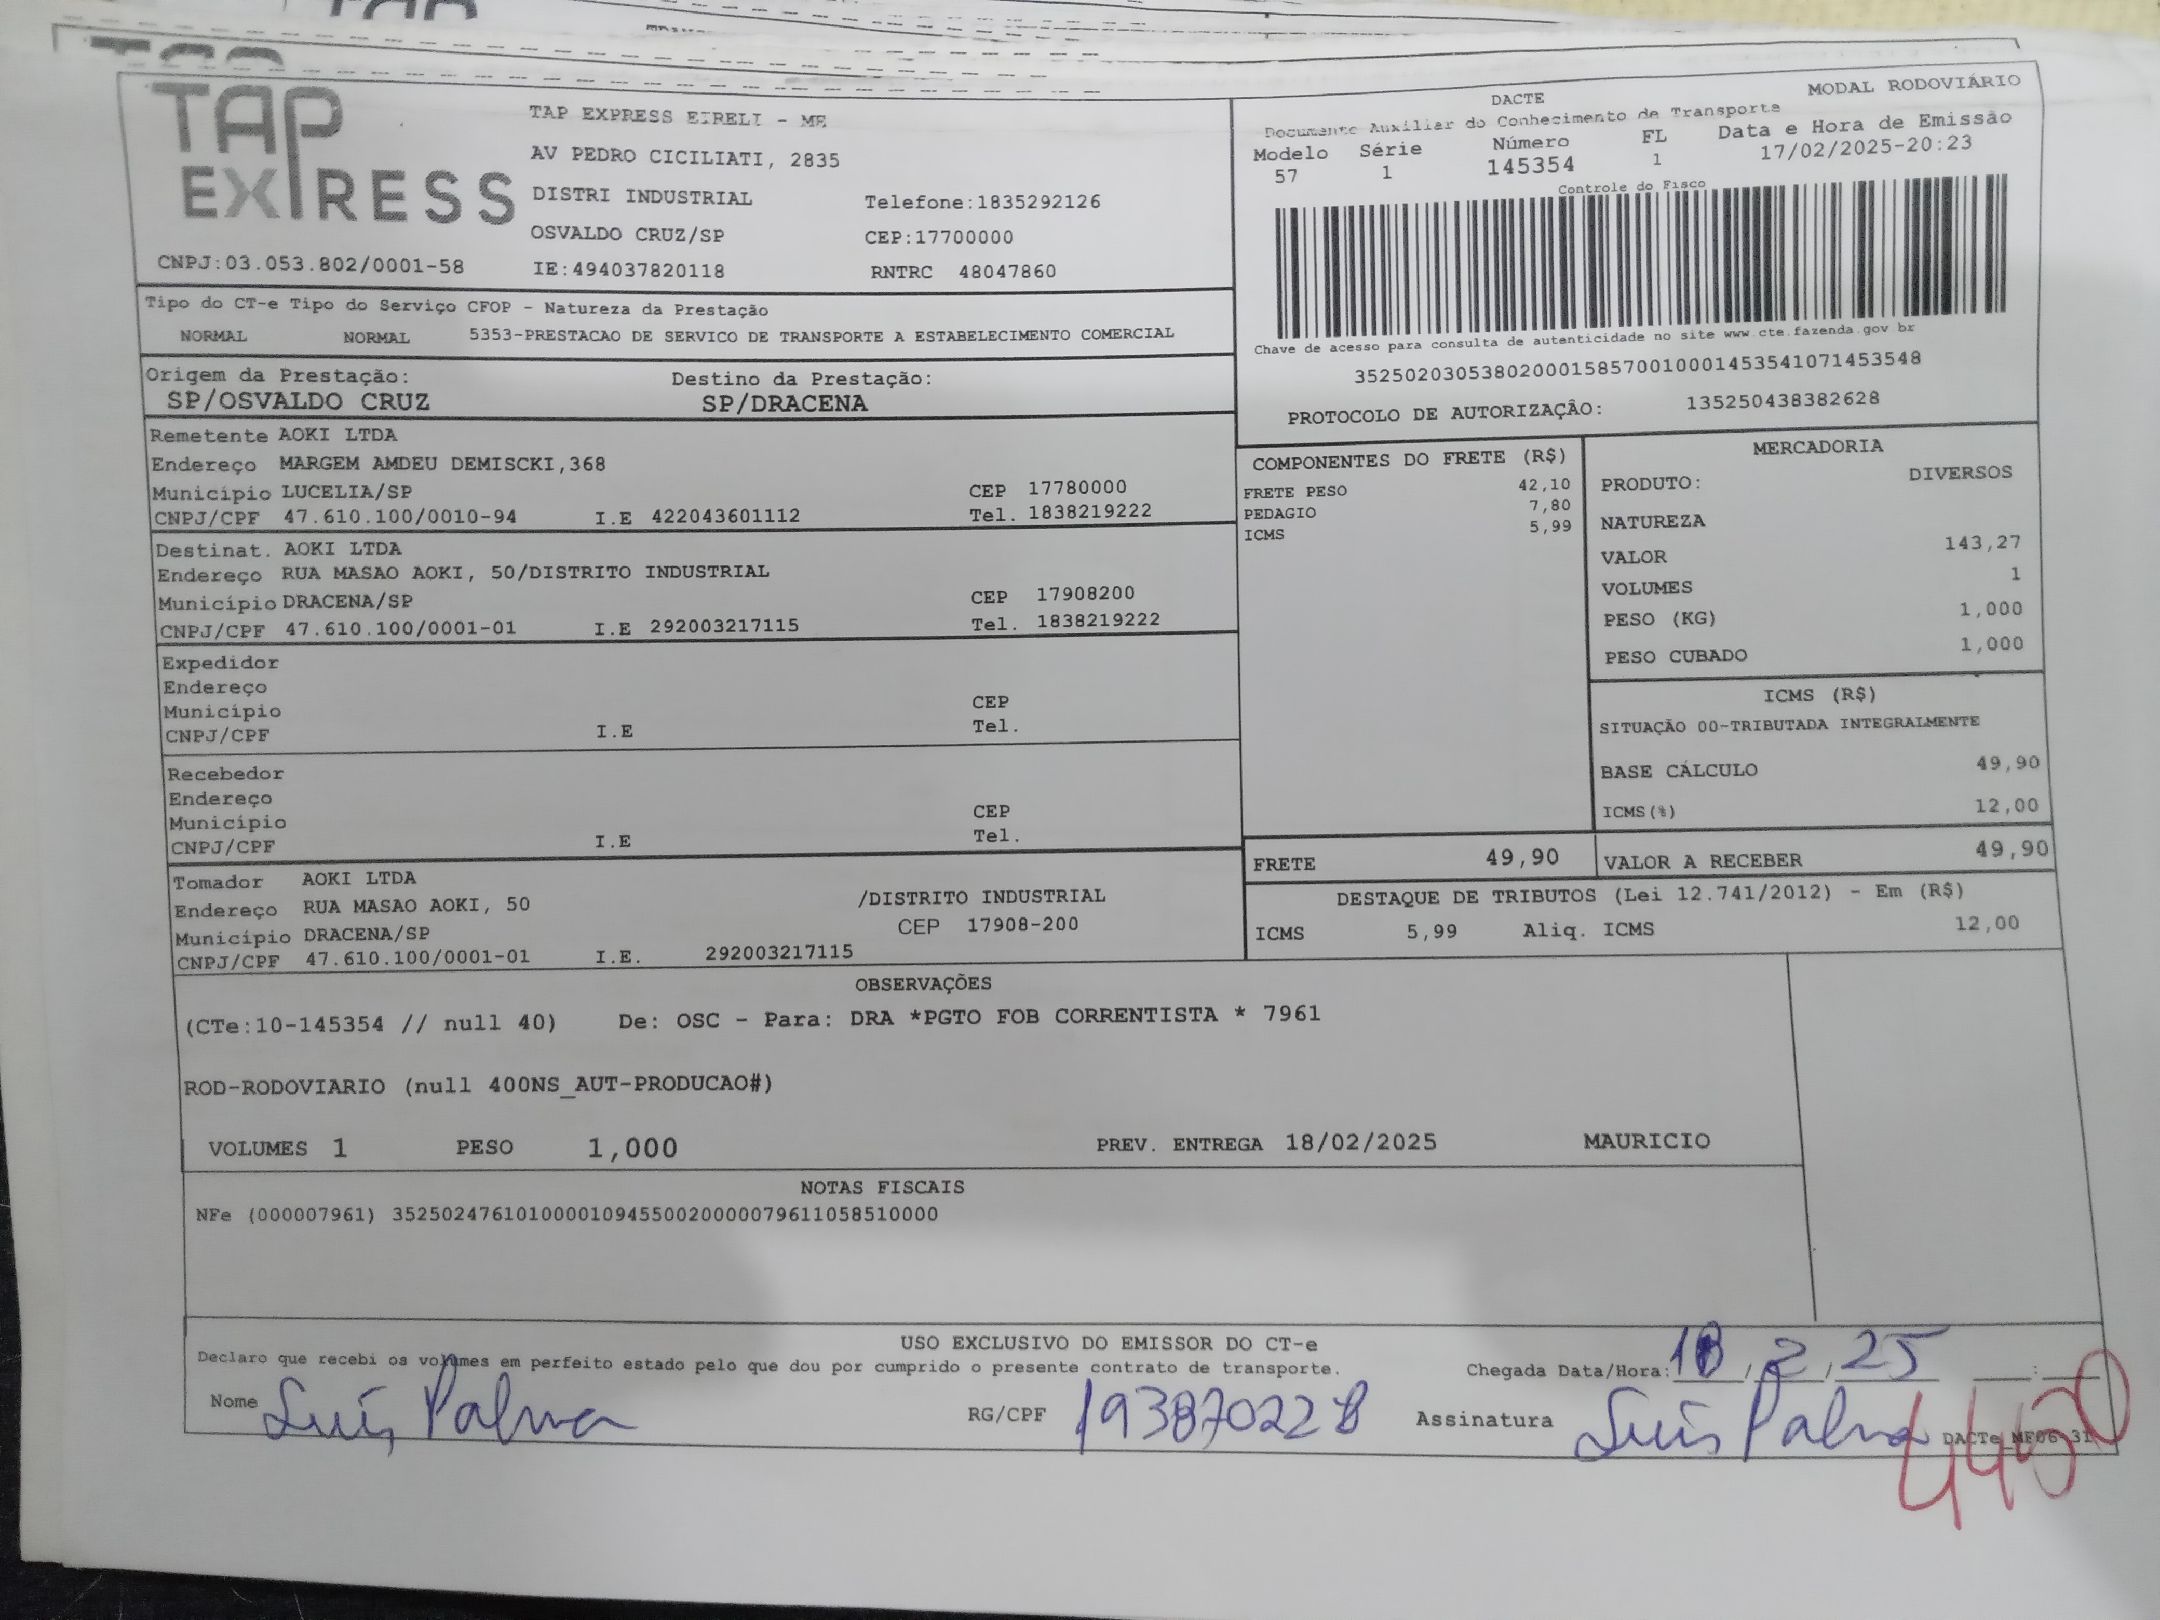 TAP EXPRESS
TAP EXPRESS EIRELI - ME
AV PEDRO CICILIATI, 2835
DISTRI INDUSTRIAL Telefone:1835292126
OSVALDO CRUZ/SP CEP:17700000
CNPJ:03.053.802/0001-58 IE:494037820118 RNTRC 48047860
DACTE MODAL RODOVIÁRIO
Documento Auxiliar do Conhecimento de Transporte
Modelo Série Número FL Data e Hora de Emissão
57 1 145354 1 17/02/2025-20:23
Controle do Fisco
Chave de acesso para consulta de autenticidade no site www.cte.fazenda.gov br
35250203053802000158570010001453541071453548
PROTOCOLO DE AUTORIZAÇÃO: 135250438382628
Tipo do CT-e Tipo do Serviço CFOP - Natureza da Prestação
NORMAL NORMAL 5353-PRESTACAO DE SERVICO DE TRANSPORTE A ESTABELECIMENTO COMERCIAL
Origem da Prestação: Destino da Prestação:
SP/OSVALDO CRUZ SP/DRACENA
Remetente AOKI LTDA
Endereço MARGEM AMDEU DEMISCKI,368
Município LUCELIA/SP CEP 17780000
CNPJ/CPF 47.610.100/0010-94 I.E 422043601112 Tel. 1838219222
Destinat. AOKI LTDA
Endereço RUA MASAO AOKI, 50/DISTRITO INDUSTRIAL
Município DRACENA/SP CEP 17908200
CNPJ/CPF 47.610.100/0001-01 I.E 292003217115 Tel. 1838219222
Expedidor
Endereço
Município CEP
CNPJ/CPF I.E Tel.
Recebedor
Endereço
Município CEP
CNPJ/CPF I.E Tel.
Tomador AOKI LTDA
Endereço RUA MASAO AOKI, 50 /DISTRITO INDUSTRIAL
Município DRACENA/SP CEP 17908-200
CNPJ/CPF 47.610.100/0001-01 I.E. 292003217115
COMPONENTES DO FRETE (R$)
FRETE PESO 42,10
PEDAGIO 7,80
ICMS 5,99
MERCADORIA
PRODUTO: DIVERSOS
NATUREZA
VALOR 143,27
VOLUMES 1
PESO (KG) 1,000
PESO CUBADO 1,000
ICMS (R$)
SITUAÇÃO 00-TRIBUTADA INTEGRALMENTE
BASE CÁLCULO 49,90
ICMS(%) 12,00
FRETE 49,90 VALOR A RECEBER 49,90
DESTAQUE DE TRIBUTOS (Lei 12.741/2012) - Em (R$)
ICMS 5,99 Aliq. ICMS 12,00
OBSERVAÇÕES
(CTe:10-145354 // null 40) De: OSC - Para: DRA *PGTO FOB CORRENTISTA * 7961
ROD-RODOVIARIO (null 400NS_AUT-PRODUCAO#)
VOLUMES 1 PESO 1,000 PREV. ENTREGA 18/02/2025 MAURICIO
NOTAS FISCAIS
NFe (000007961) 35250247610100001094550020000079611058510000
USO EXCLUSIVO DO EMISSOR DO CT-e
Declaro que recebi os volumes em perfeito estado pelo que dou por cumprido o presente contrato de transporte. Chegada Data/Hora: 18/2/25 :
Nome Luís Palma RG/CPF 193870228 Assinatura Luis Palma